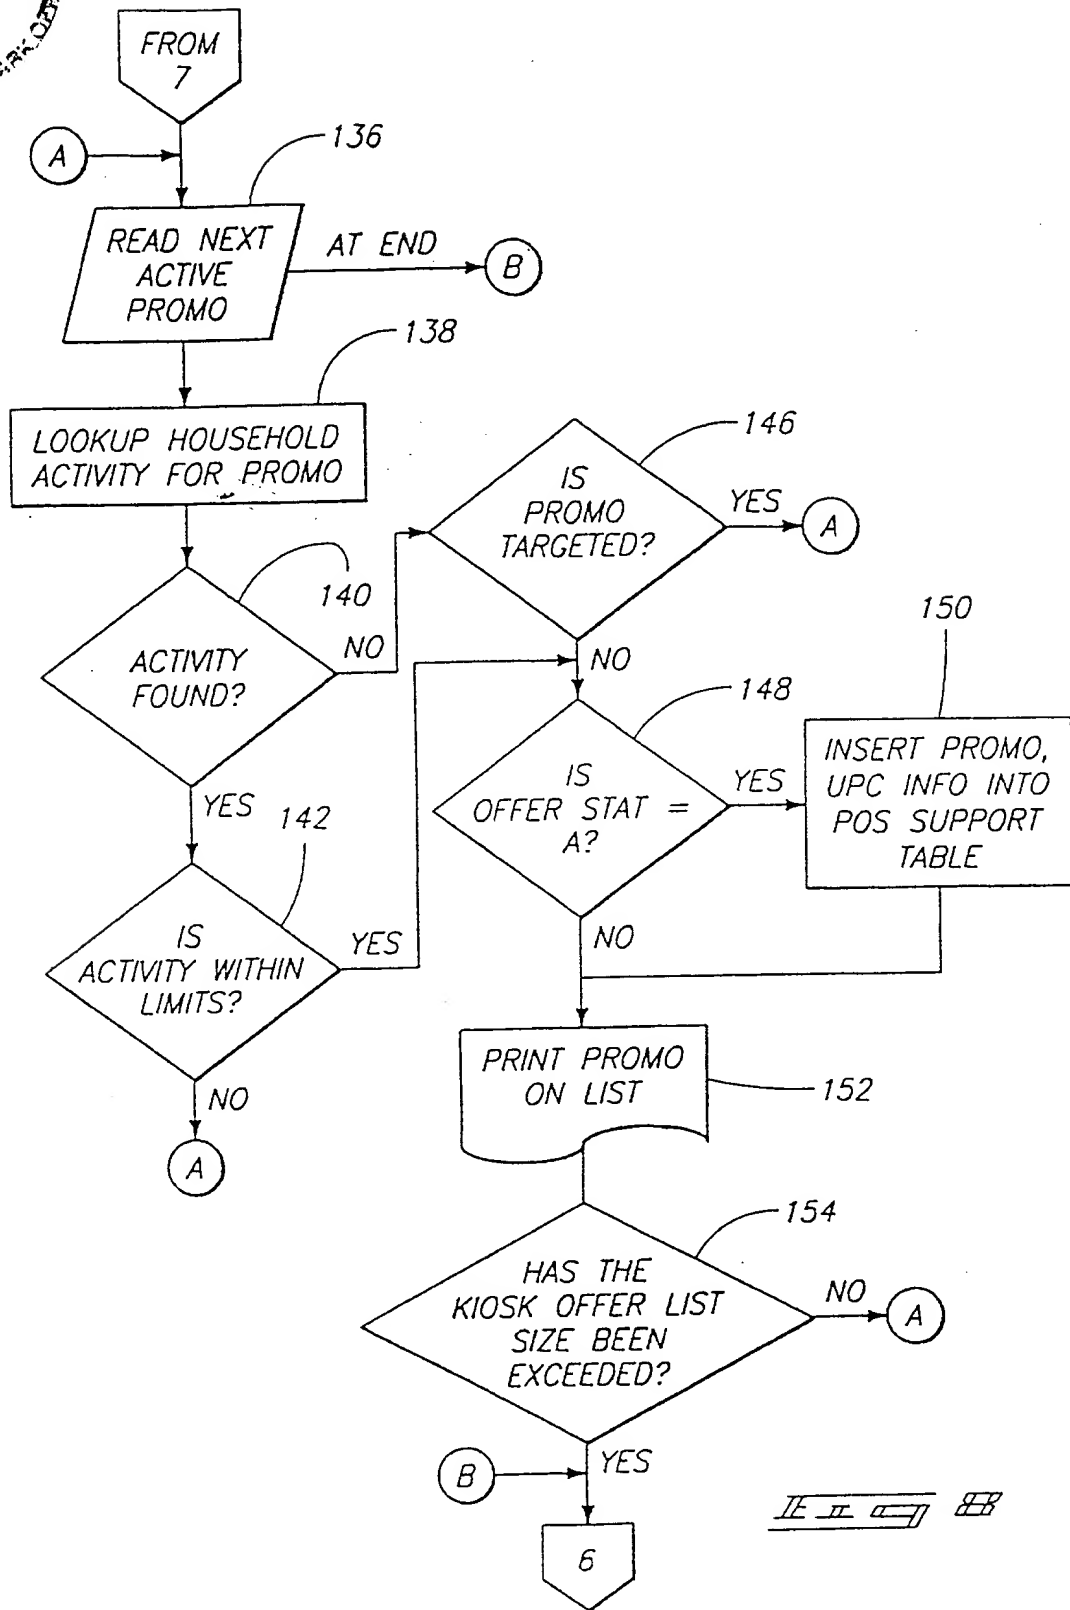 FROM
7
A
136
READ NEXT
ACTIVE
PROMO
AT END
B
138
LOOKUP HOUSEHOLD
ACTIVITY FOR PROMO
146
IS
PROMO
TARGETED?
YES
A
140
ACTIVITY
FOUND?
NO
NO
150
148
IS
OFFER STAT =
A?
YES
INSERT PROMO,
UPC INFO INTO
POS SUPPORT
TABLE
YES
142
IS
ACTIVITY WITHIN
LIMITS?
YES
NO
NO
A
PRINT PROMO
ON LIST
152
154
HAS THE
KIOSK OFFER LIST
SIZE BEEN
EXCEEDED?
NO
A
B
YES
6
Fig 8